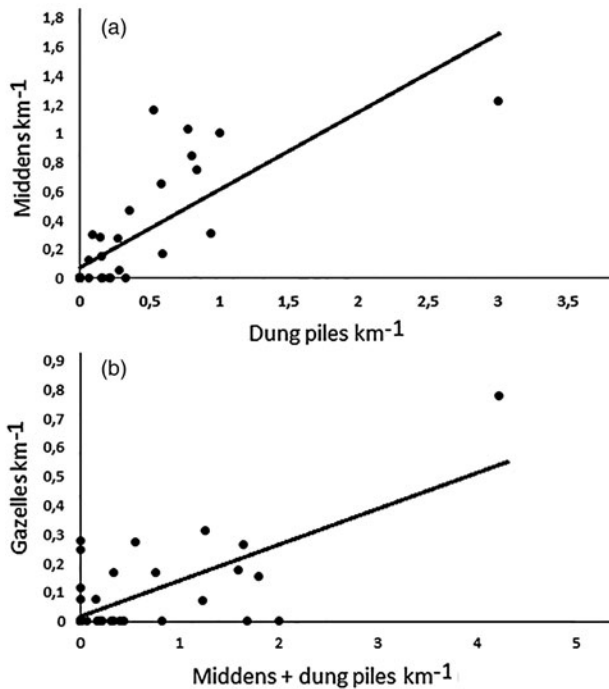 (a)
1,8
1,6
1,4
1,2
1
0,8
0,6
0,4
0,2
0
Middens km-1
0 0,5 1 1,5 2 2,5 3 3,5
Dung piles km-1
(b)
0,9
0,8
0,7
0,6
0,5
0,4
0,3
0,2
0,1
0
Gazelles km-1
0 1 2 3 4 5
Middens + dung piles km-1